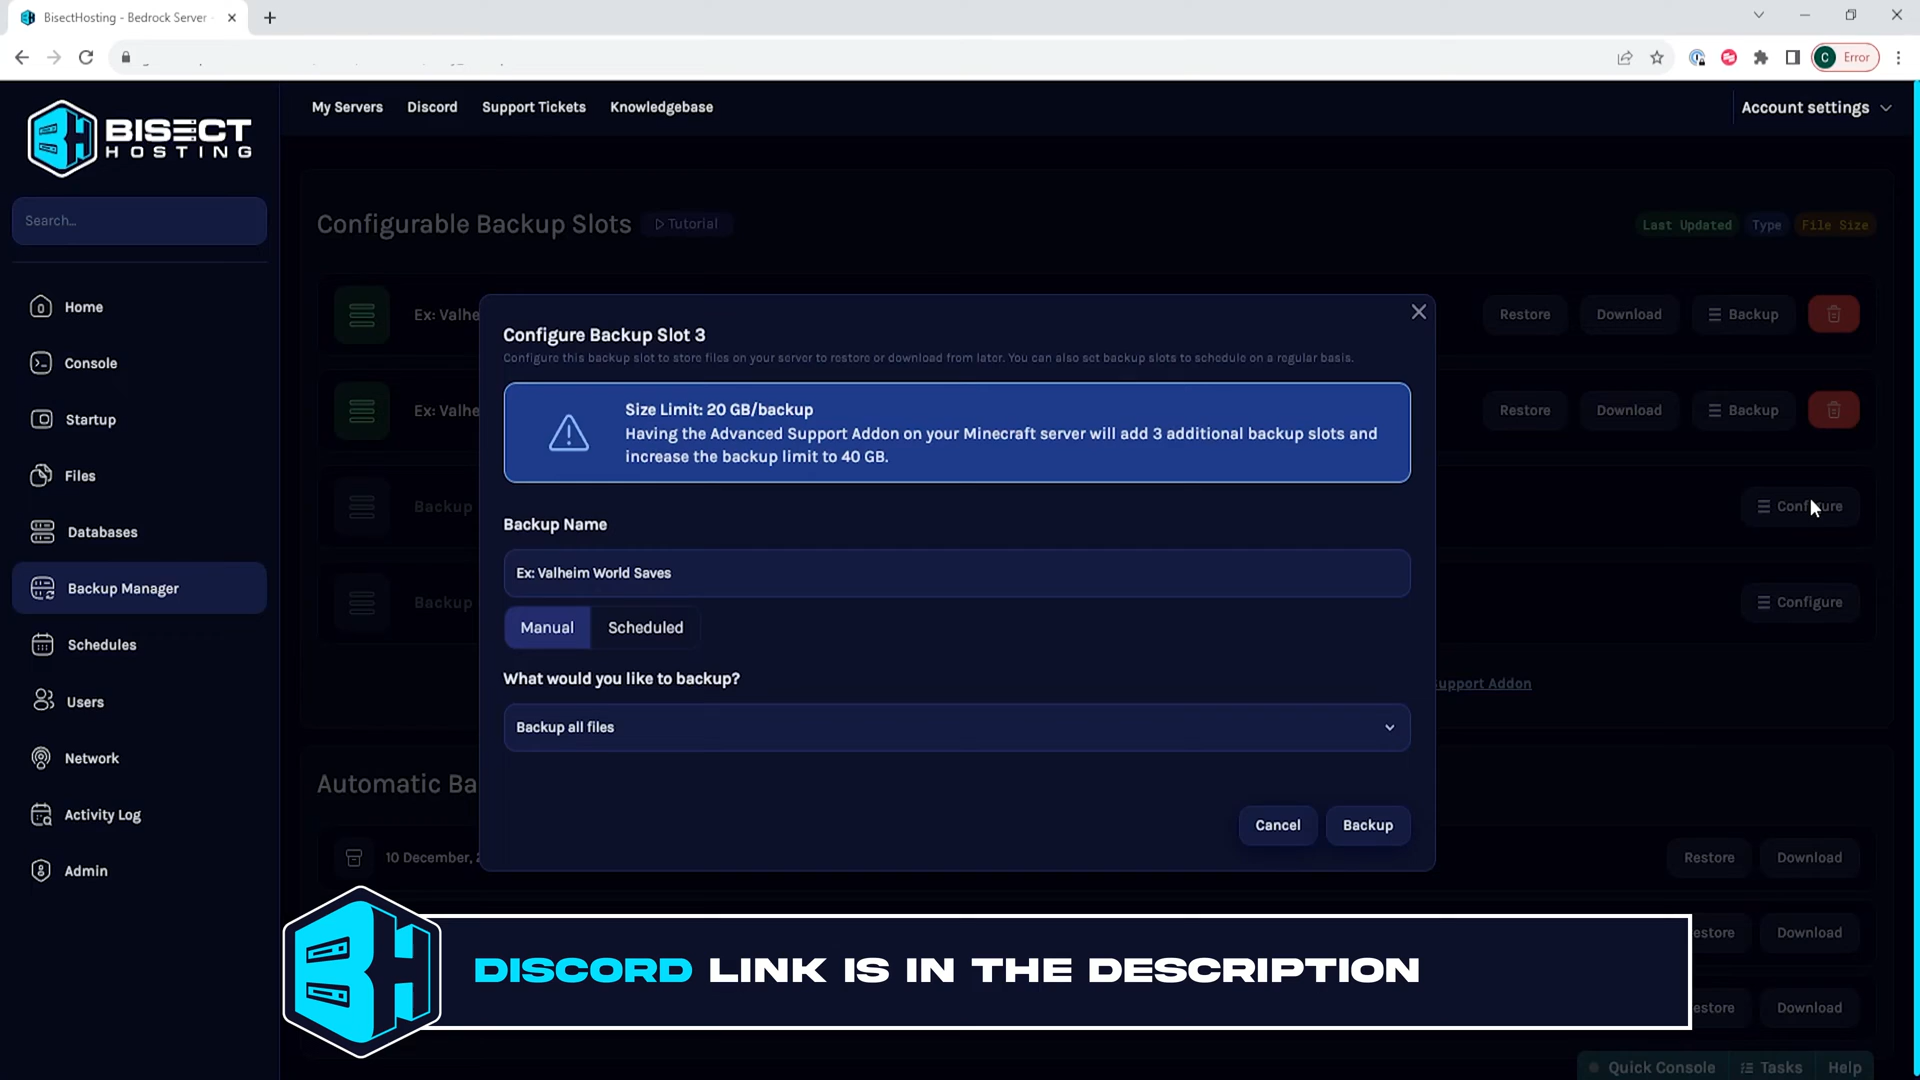 BisectHosting - Bedrock Server
C Error
BISECT
HOSTING
My Servers Discord Support Tickets Knowledgebase
Account settings
Search...
Home
Console
Startup
Files
Databases
Backup Manager
Schedules
Users
Network
Activity Log
Admin
Configurable Backup Slots Tutorial
Last Updated Type File Size
Ex: Valhe
Restore Download Backup
Ex: Valhe
Restore Download Backup
Backup
Configure
Backup
Configure
Support Addon
Configure Backup Slot 3
Configure this backup slot to store files on your server to restore or download from later. You can also set backup slots to schedule on a regular basis.
Size Limit: 20 GB/backup
Having the Advanced Support Addon on your Minecraft server will add 3 additional backup slots and
increase the backup limit to 40 GB.
Backup Name
Ex: Valheim World Saves
Manual Scheduled
What would you like to backup?
Backup all files
Cancel Backup
Automatic Ba
10 December,
Restore Download
estore Download
estore Download
DISCORD LINK IS IN THE DESCRIPTION
Quick Console Tasks Help